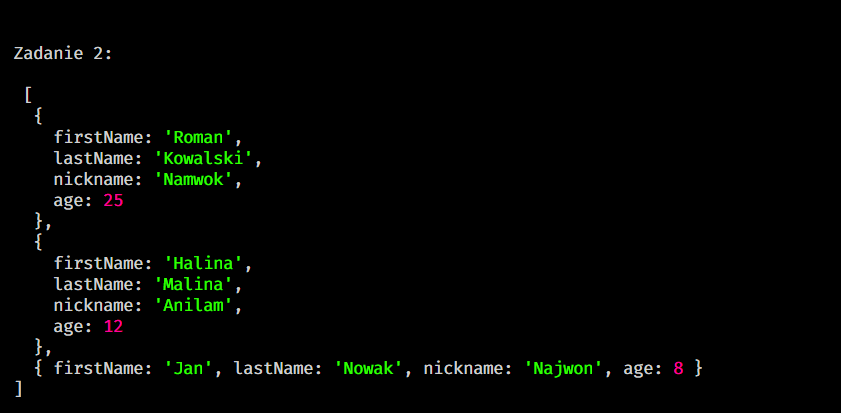 Zadanie 2:
[
{
firstName: 'Roman',
lastName: 'Kowalski',
nickname: 'Namwok',
age: 25
},
{
firstName: 'Halina',
lastName: 'Malina',
nickname: 'Anilam',
age: 12
},
{ firstName: 'Jan', lastName: 'Nowak', nickname: 'Najwon', age: 8 }
]